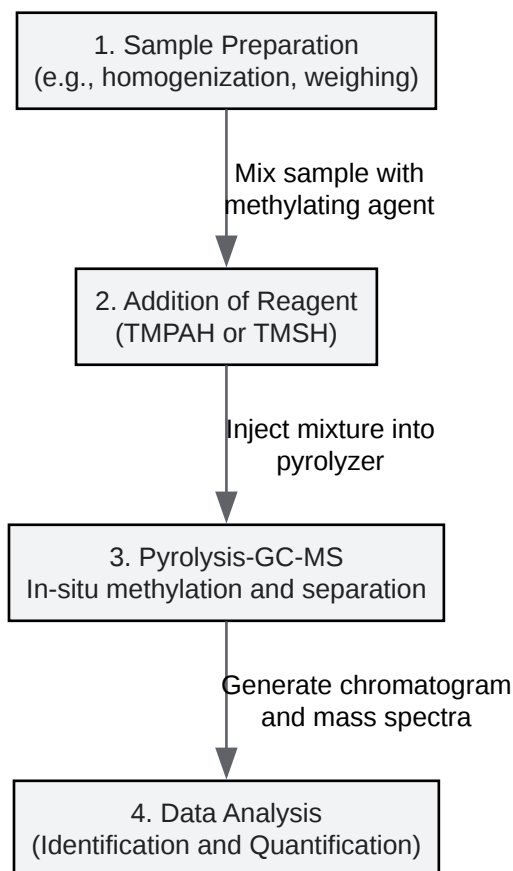 1. Sample Preparation
(e.g., homogenization, weighing)
Mix sample with
methylating agent
2. Addition of Reagent
(TMPAH or TMSH)
Inject mixture into
pyrolyzer
3. Pyrolysis-GC-MS
In-situ methylation and separation
Generate chromatogram
and mass spectra
4. Data Analysis
(Identification and Quantification)